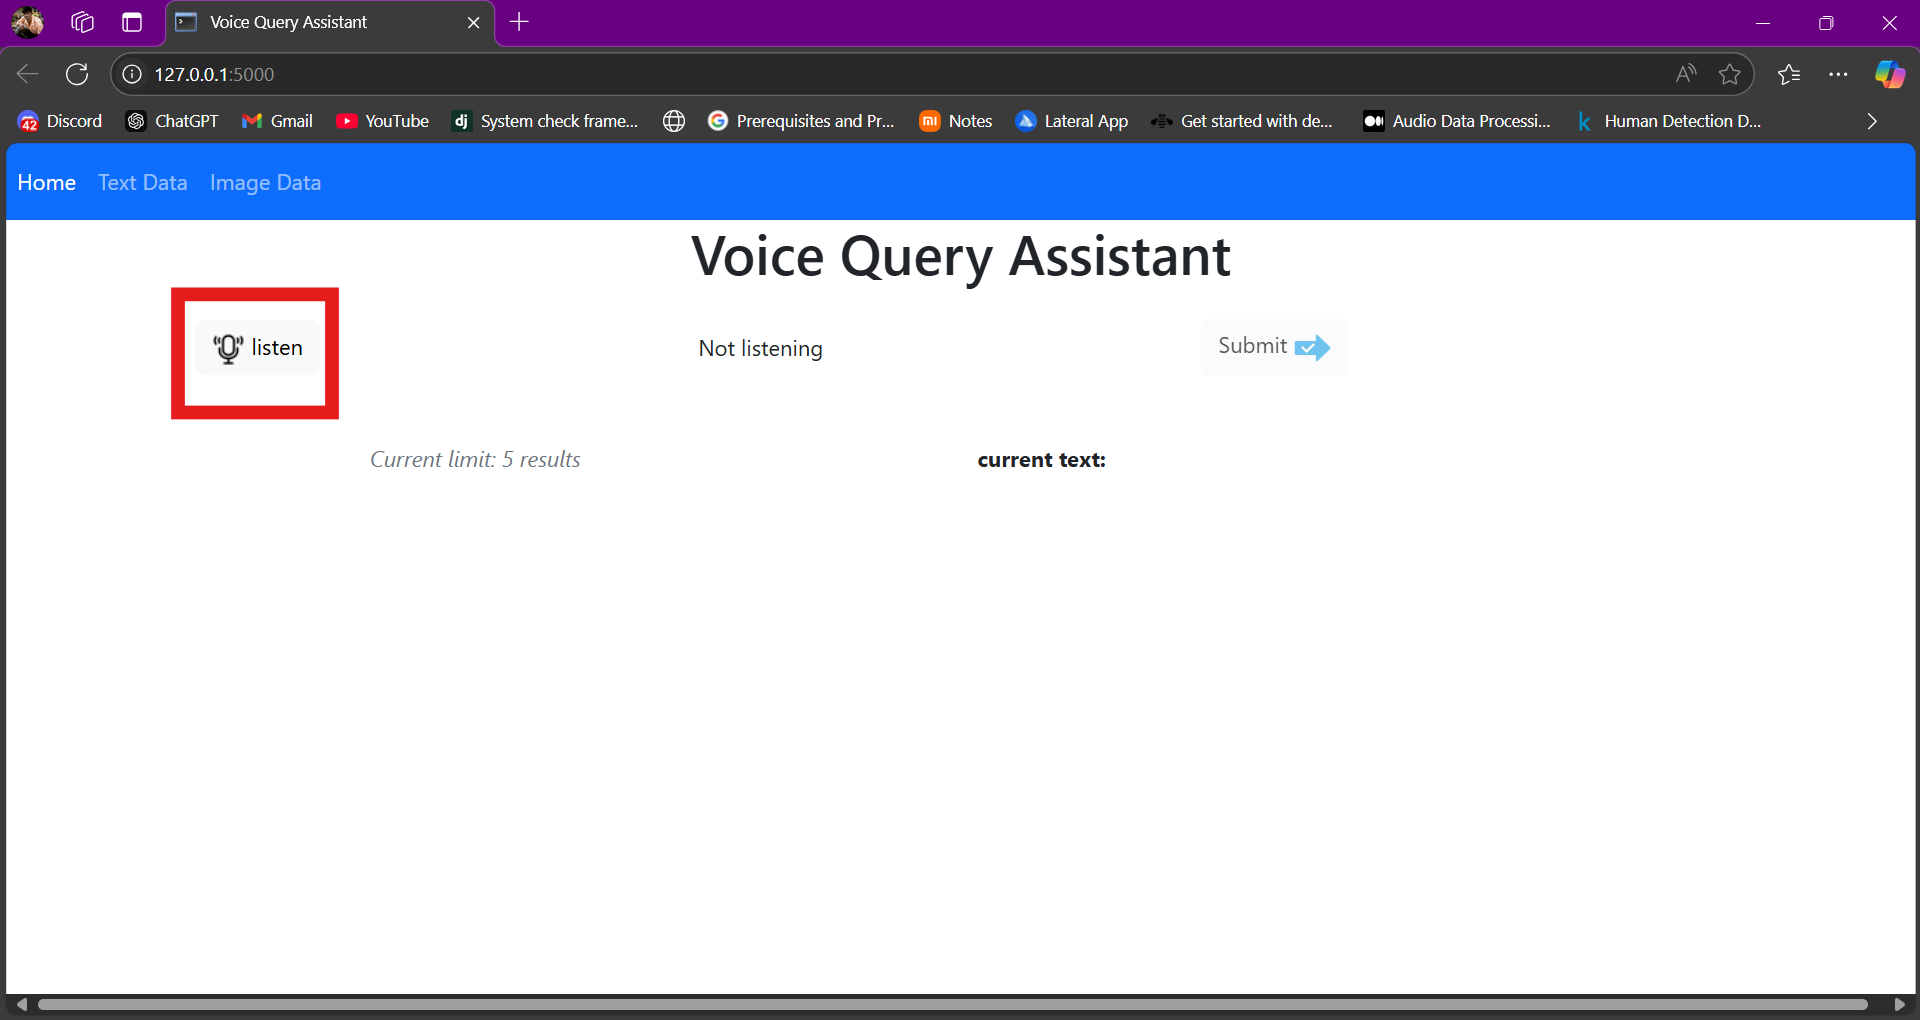 Voice Query Assistant
127.0.0.1:5000
42 Discord ChatGPT Gmail YouTube dj System check frame... Prerequisites and Pr... mi Notes Lateral App Get started with de... Audio Data Processi... k Human Detection D...
Home Text Data Image Data
Voice Query Assistant
listen Not listening Submit
Current limit: 5 results current text: